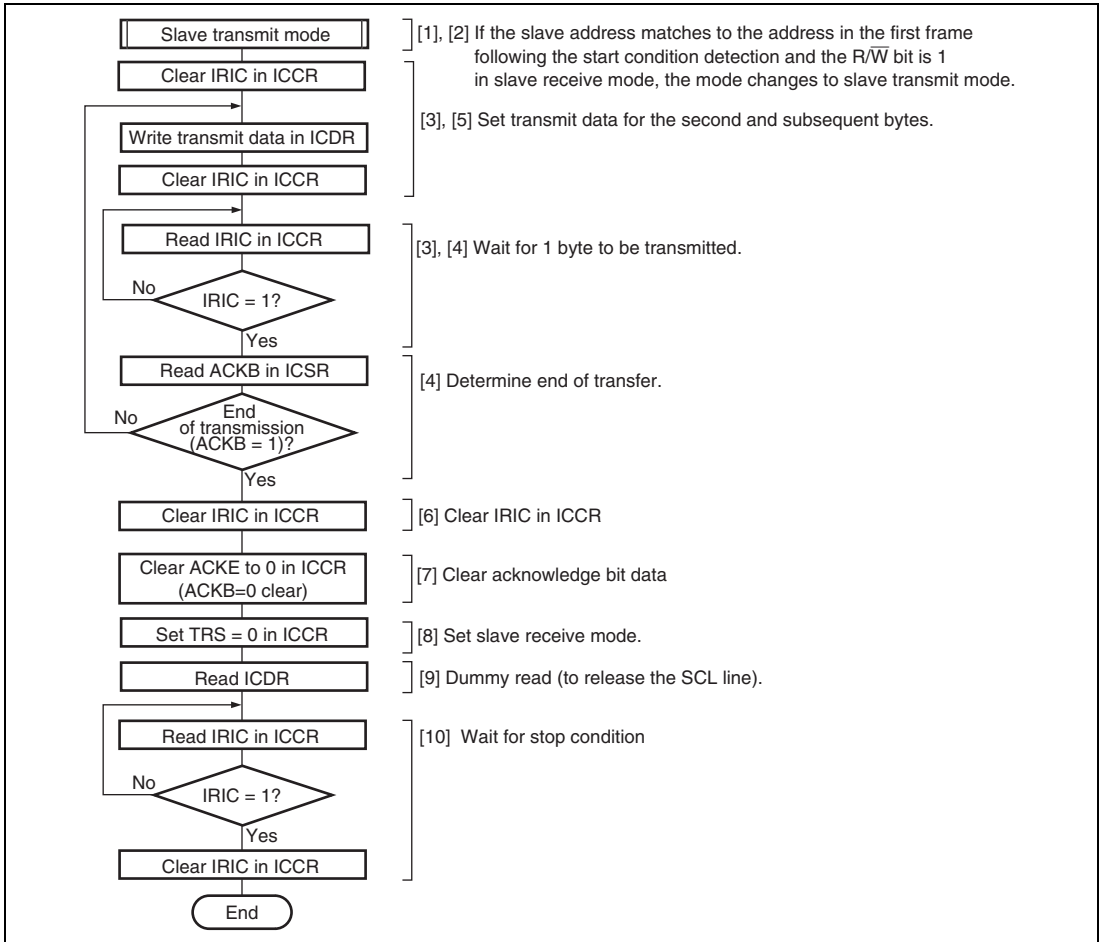 Slave transmit mode
[1], [2] If the slave address matches to the address in the first frame
following the start condition detection and the R/W̅ bit is 1
in slave receive mode, the mode changes to slave transmit mode.
Clear IRIC in ICCR
[3], [5] Set transmit data for the second and subsequent bytes.
Write transmit data in ICDR
Clear IRIC in ICCR
Read IRIC in ICCR
[3], [4] Wait for 1 byte to be transmitted.
No
IRIC = 1?
Yes
Read ACKB in ICSR
[4] Determine end of transfer.
No
End
of transmission
(ACKB = 1)?
Yes
Clear IRIC in ICCR
[6] Clear IRIC in ICCR
Clear ACKE to 0 in ICCR
(ACKB=0 clear)
[7] Clear acknowledge bit data
Set TRS = 0 in ICCR
[8] Set slave receive mode.
Read ICDR
[9] Dummy read (to release the SCL line).
Read IRIC in ICCR
[10] Wait for stop condition
No
IRIC = 1?
Yes
Clear IRIC in ICCR
End